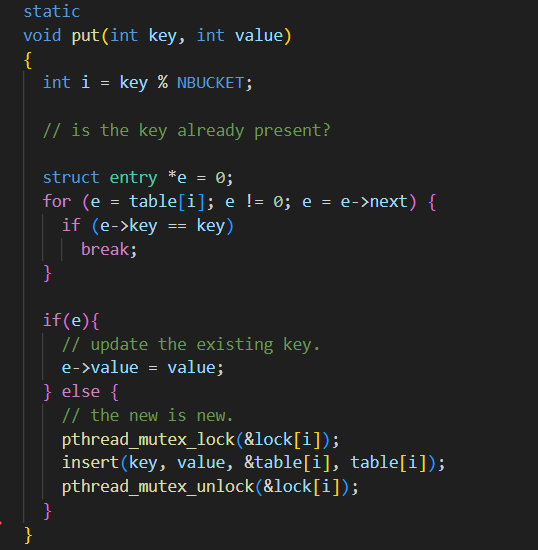 static
void put(int key, int value)
{
  int i = key % NBUCKET;

  // is the key already present?

  struct entry *e = 0;
  for (e = table[i]; e != 0; e = e->next) {
    if (e->key == key)
      break;
  }

  if(e){
    // update the existing key.
    e->value = value;
  } else {
    // the new is new.
    pthread_mutex_lock(&lock[i]);
    insert(key, value, &table[i], table[i]);
    pthread_mutex_unlock(&lock[i]);
  }
}